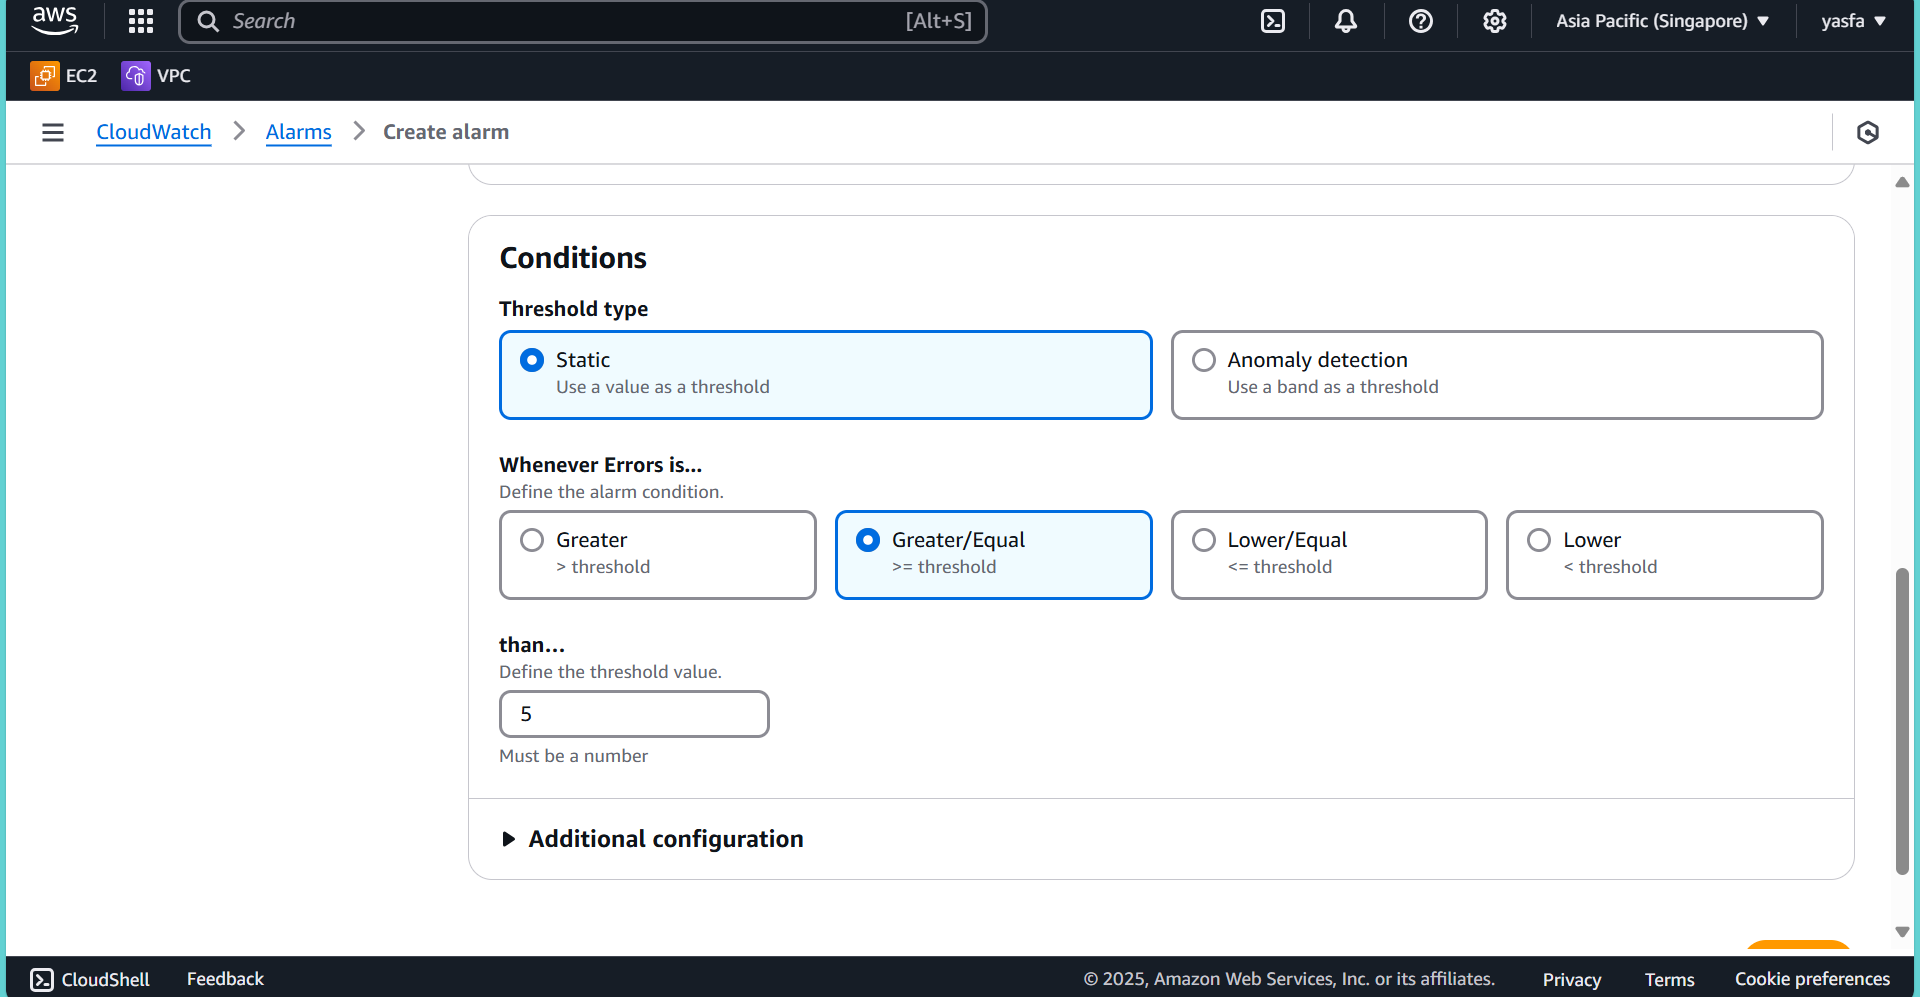 aws
Search [Alt+S]
Asia Pacific (Singapore) yasfa
EC2 VPC
CloudWatch Alarms Create alarm
Conditions
Threshold type
Static Anomaly detection
Use a value as a threshold Use a band as a threshold
Whenever Errors is...
Define the alarm condition.
Greater Greater/Equal Lower/Equal Lower
> threshold >= threshold <= threshold < threshold
than...
Define the threshold value.
5
Must be a number
Additional configuration
CloudShell Feedback © 2025, Amazon Web Services, Inc. or its affiliates. Privacy Terms Cookie preferences